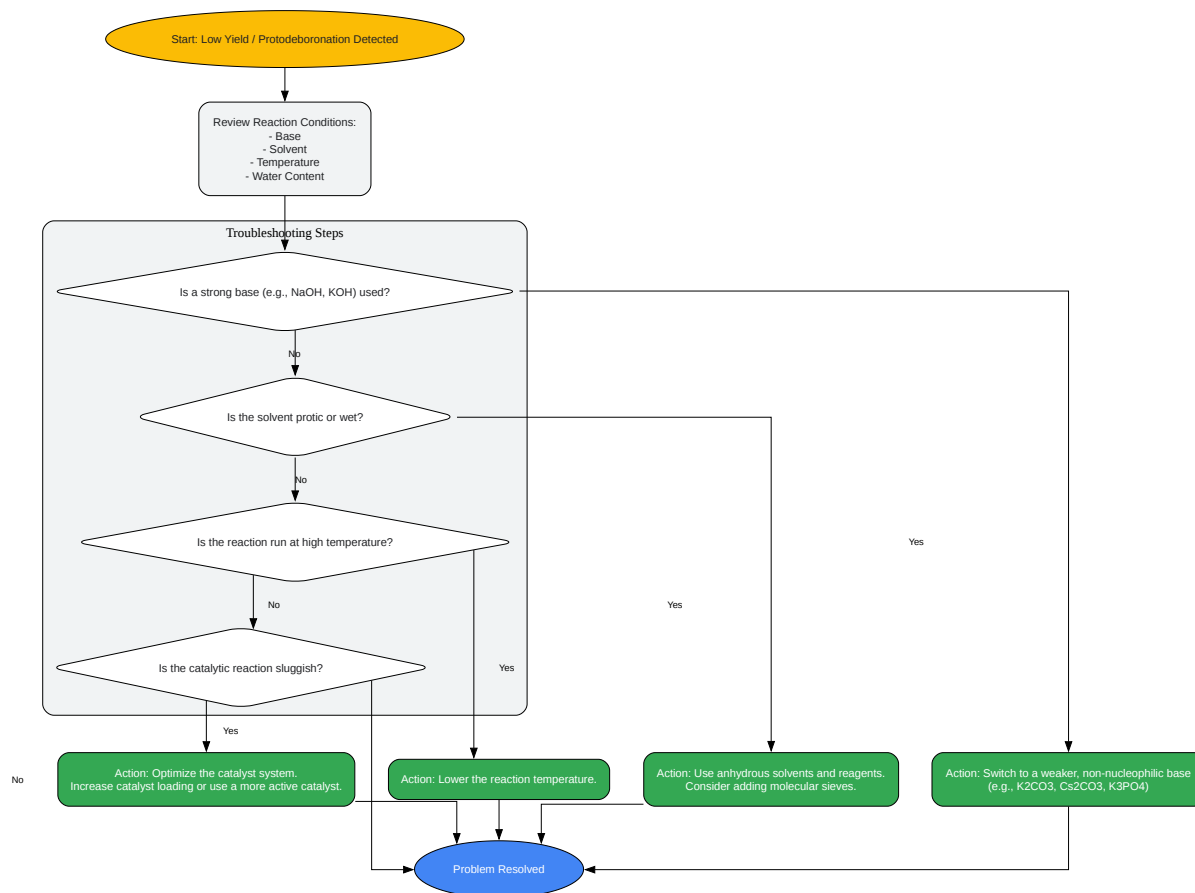 Start: Low Yield / Protodeboronation Detected
Review Reaction Conditions:
- Base
- Solvent
- Temperature
- Water Content
Troubleshooting Steps
Is a strong base (e.g., NaOH, KOH) used?
No
Is the solvent protic or wet?
No
Is the reaction run at high temperature?
Yes
No
Yes
Is the catalytic reaction sluggish?
Yes
Yes
No
Action: Optimize the catalyst system.
Increase catalyst loading or use a more active catalyst.
Action: Lower the reaction temperature.
Action: Use anhydrous solvents and reagents.
Consider adding molecular sieves.
Action: Switch to a weaker, non-nucleophilic base
(e.g., K2CO3, Cs2CO3, K3PO4)
Problem Resolved